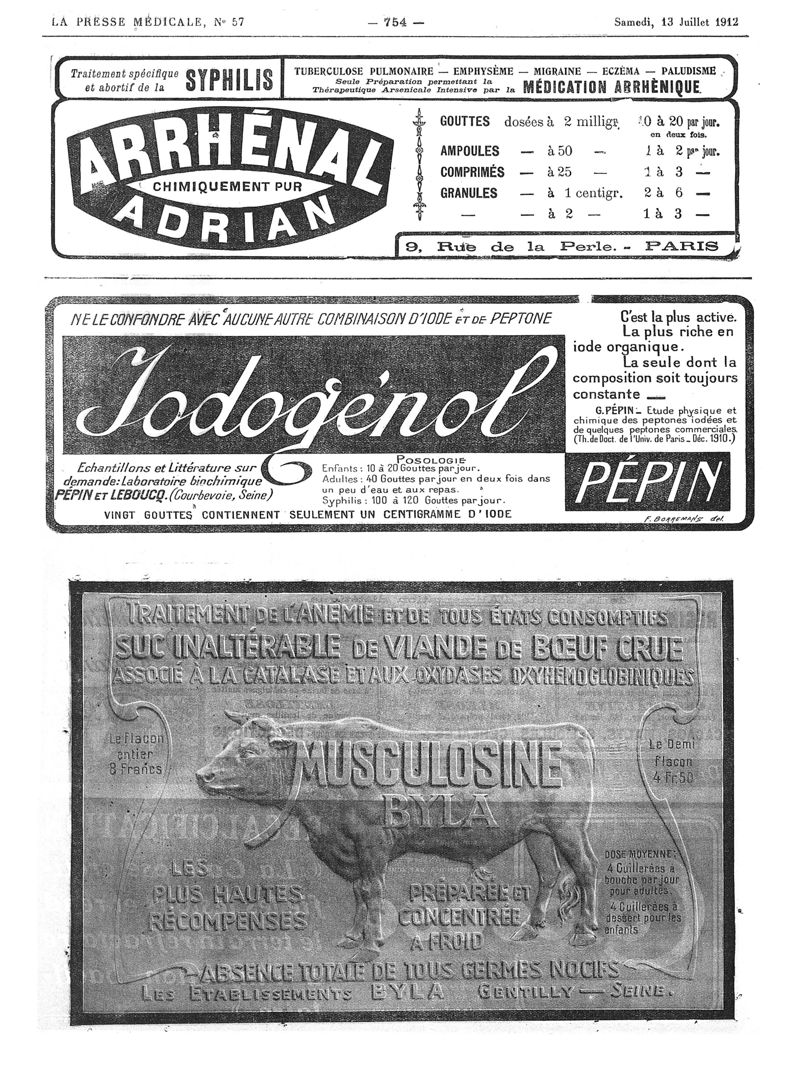 LA PRESSE MÉDICALE, N° 57
— 754 —
Samedi, 13 Juillet 1912
Traitement spécifique
et abortif de la
SYPHILIS
TUBERCULOSE PULMONAIRE — EMPHYSÈME — MIGRAINE — ECZÉMA — PALUDISME
Seule Préparation permettant la
Thérapeutique Arsenicale Intensive par la MÉDICATION ARRHÉNIQUE
ARRHÉNAL
CHIMIQUEMENT PUR
ADRIAN
GOUTTES dosées à 2 milligr. 10 à 20 par jour.
en deux fois.
AMPOULES — à 50 — 1 à 2 par jour.
COMPRIMÉS — à 25 — 1 à 3 —
GRANULES — à 1 centigr. 2 à 6 —
— — à 2 — 1 à 3 —
9, Rue de la Perle. - PARIS
NE LE CONFONDRE AVEC AUCUNE AUTRE COMBINAISON D'IODE ET DE PEPTONE
Iodogénol
C'est la plus active.
La plus riche en
iode organique.
La seule dont la
composition soit toujours
constante —
G. PÉPIN _ Etude physique et
chimique des peptones iodées et
de quelques peptones commerciales.
(Th. de Doct. de l'Univ. de Paris _ Déc. 1910.)
PÉPIN
F. BORREMANS del.
Echantillons et Littérature sur
demande: Laboratoire biochimique
PÉPIN ET LEBOUCQ. (Courbevoie, Seine)
POSOLOGIE
Enfants : 10 à 20 Gouttes par jour.
Adultes : 40 Gouttes par jour en deux fois dans
un peu d'eau et aux repas.
Syphilis : 100 à 120 Gouttes par jour.
VINGT GOUTTES CONTIENNENT SEULEMENT UN CENTIGRAMME D'IODE
TRAITEMENT DE L'ANÉMIE ET DE TOUS ÉTATS CONSOMPTIFS
SUC INALTÉRABLE DE VIANDE DE BŒUF CRUE
ASSOCIÉ À LA CATALASE ET AUX OXYDASES OXYHEMOGLOBINIQUES
Le flacon
entier
8 Francs
MUSCULOSINE
BYLA
Le Demi
flacon
4 Fr 50
LES
PLUS HAUTES
RÉCOMPENSES
PRÉPARÉE ET
CONCENTRÉE
A FROID
DOSE MOYENNE:
4 Cuillerées à
bouche par jour
pour adultes.
4 Cuillerées à
dessert pour les
enfants
ABSENCE TOTALE DE TOUS GERMES NOCIFS
LES ETABLISSEMENTS BYLA GENTILLY — SEINE.